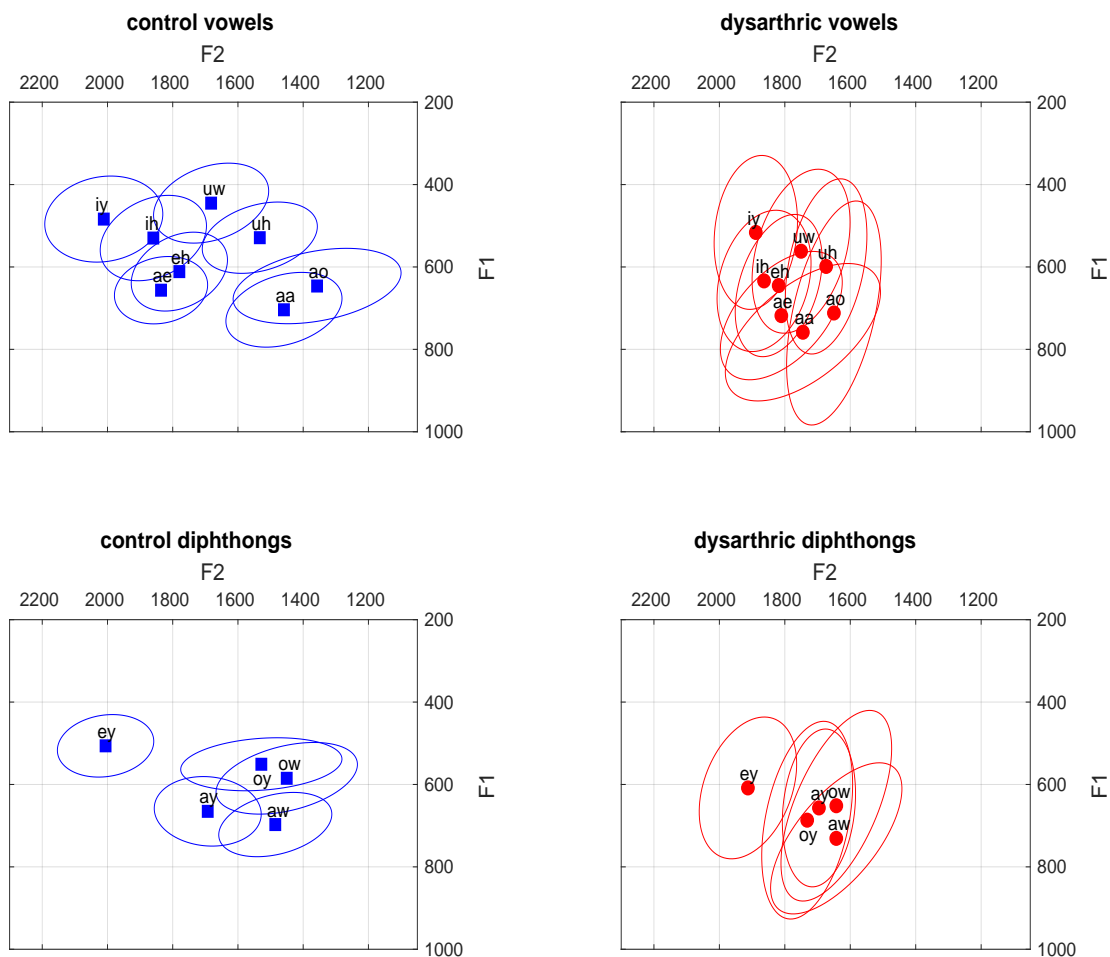 control vowels
F2
2200 2000 1800 1600 1400 1200
200
400
600
800
1000
F1
iy
ih
uw
uh
eh
ae
ao
aa
dysarthric vowels
F2
2200 2000 1800 1600 1400 1200
200
400
600
800
1000
F1
iy
uw
uh
ih
eh
ae
ao
aa
control diphthongs
F2
2200 2000 1800 1600 1400 1200
200
400
600
800
1000
F1
ey
oy
ow
ay
aw
dysarthric diphthongs
F2
2200 2000 1800 1600 1400 1200
200
400
600
800
1000
F1
ey
ay
ow
oy
aw